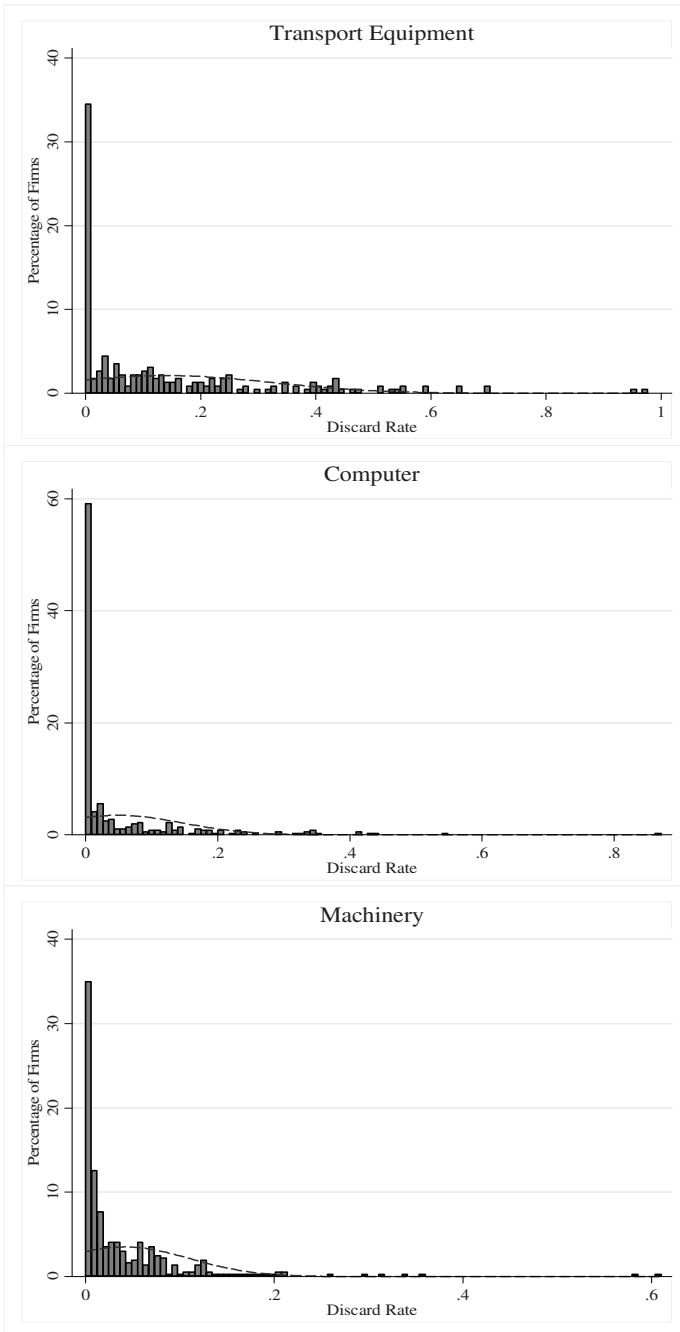 Transport Equipment
40
30
20
10
0
Percentage of Firms
0 .2 .4 .6 .8 1
Discard Rate
Computer
60
40
20
0
Percentage of Firms
0 .2 .4 .6 .8
Discard Rate
Machinery
40
30
20
10
0
Percentage of Firms
0 .2 .4 .6
Discard Rate